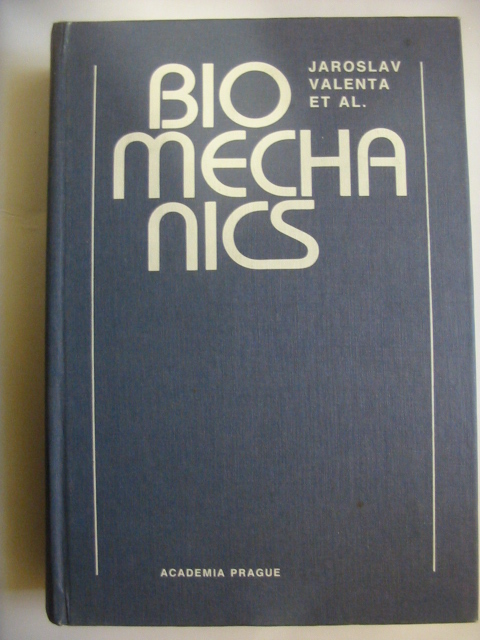 BIO
MECHA
NICS
JAROSLAV
VALENTA
ET AL.
ACADEMIA PRAGUE